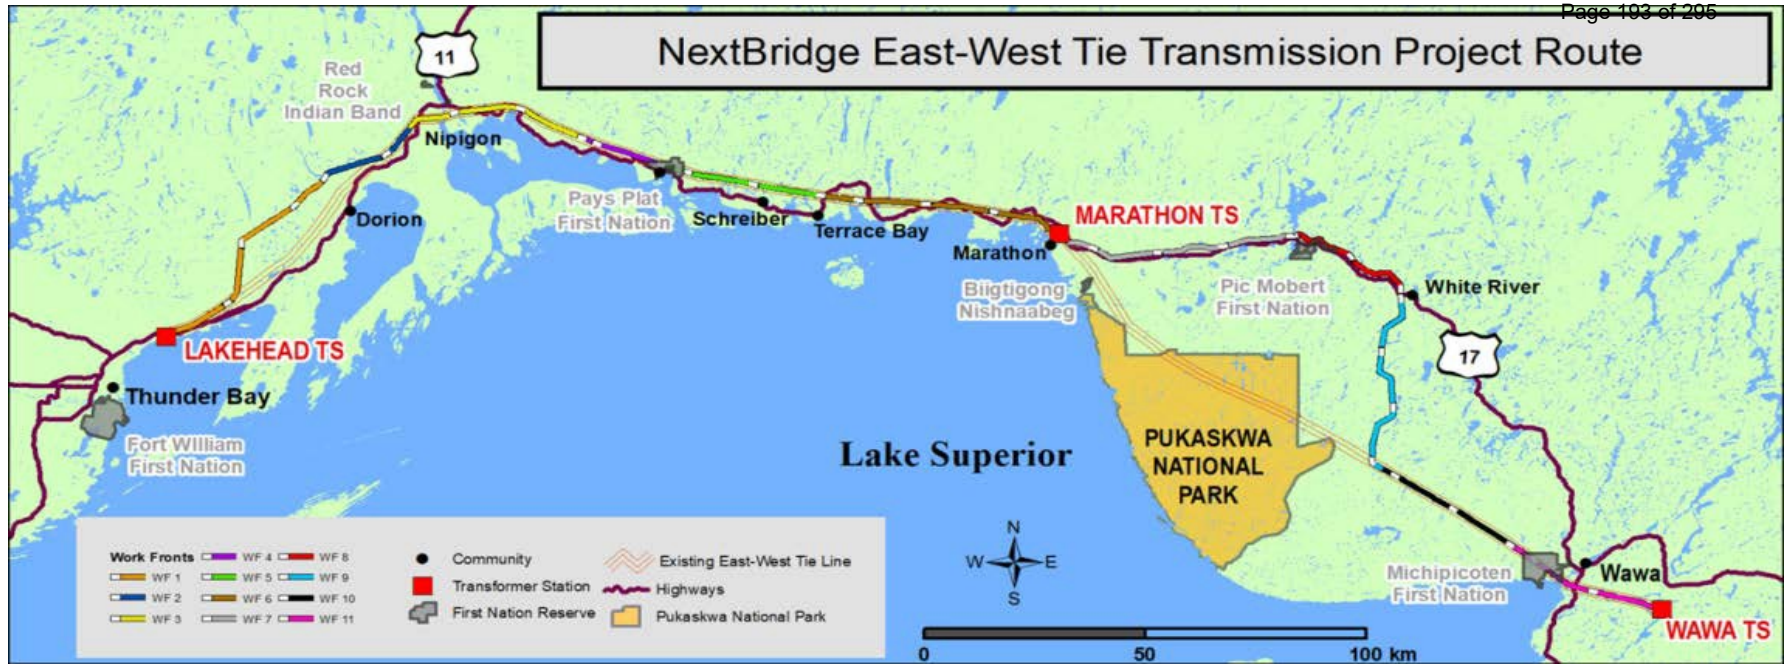 Page 193 of 295
NextBridge East-West Tie Transmission Project Route
11
Red
Rock
Indian Band
Nipigon
Dorion
Pays Plat
First Nation
Schreiber
Terrace Bay
MARATHON TS
Marathon
Biigtigong
Nishnaabeg
Pic Mobert
First Nation
White River
17
LAKEHEAD TS
Thunder Bay
Fort William
First Nation
Lake Superior
PUKASKWA
NATIONAL
PARK
Michipicoten
First Nation
Wawa
WAWA TS
Work Fronts
WF 1
WF 2
WF 3
WF 4
WF 5
WF 6
WF 7
WF 8
WF 9
WF 10
WF 11
Community
Transformer Station
First Nation Reserve
Existing East-West Tie Line
Highways
Pukaskwa National Park
N
W E
S
0 50 100 km